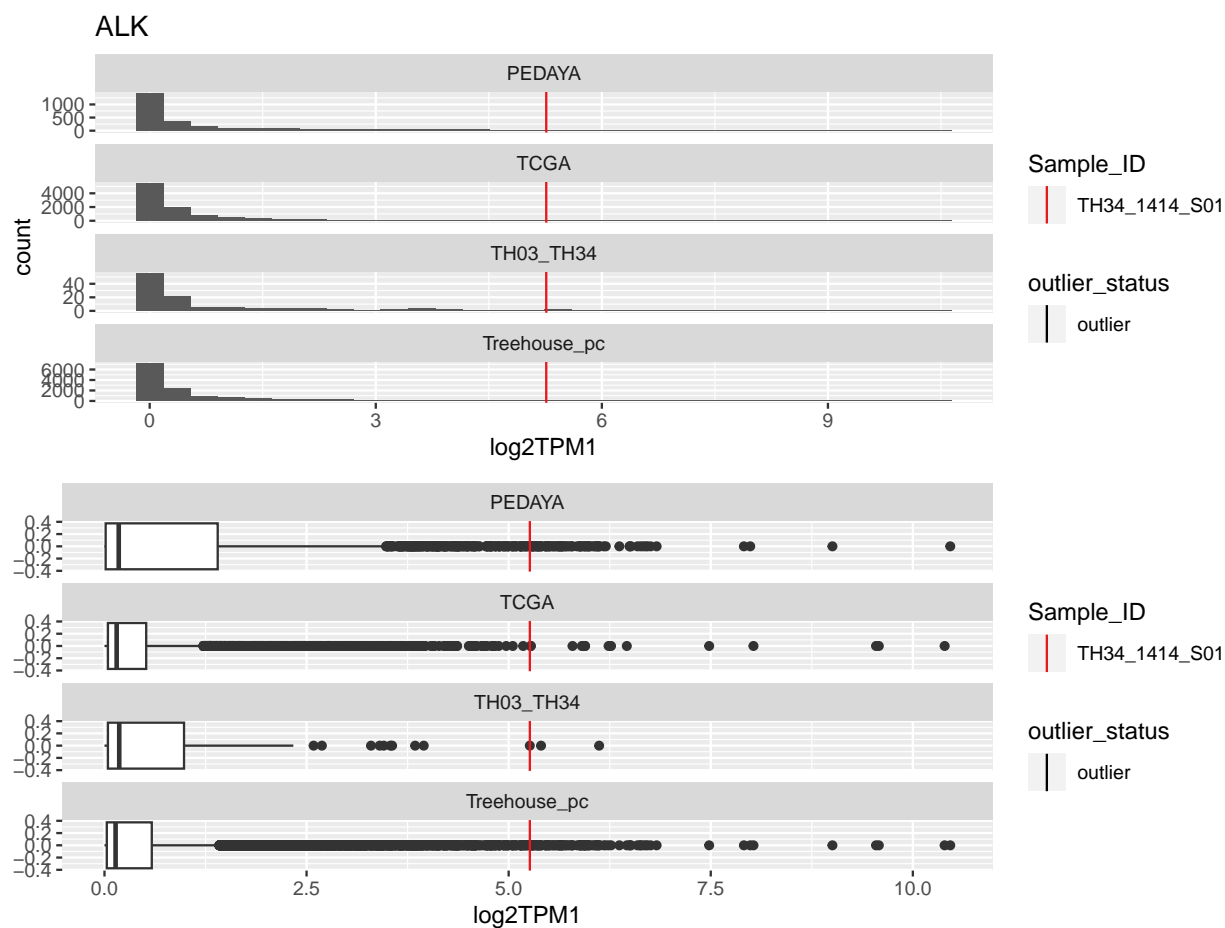 ALK
PEDAYA
1000
500
0
TCGA
4000
2000
0
TH03_TH34
40
20
0
Treehouse_pc
6000
4000
2000
0
0 3 6 9
log2TPM1
count
Sample_ID
TH34_1414_S01
outlier_status
outlier
PEDAYA
0.4
0.2
0.0
−0.2
−0.4
TCGA
0.4
0.2
0.0
−0.2
−0.4
TH03_TH34
0.4
0.2
0.0
−0.2
−0.4
Treehouse_pc
0.4
0.2
0.0
−0.2
−0.4
0.0 2.5 5.0 7.5 10.0
log2TPM1
Sample_ID
TH34_1414_S01
outlier_status
outlier